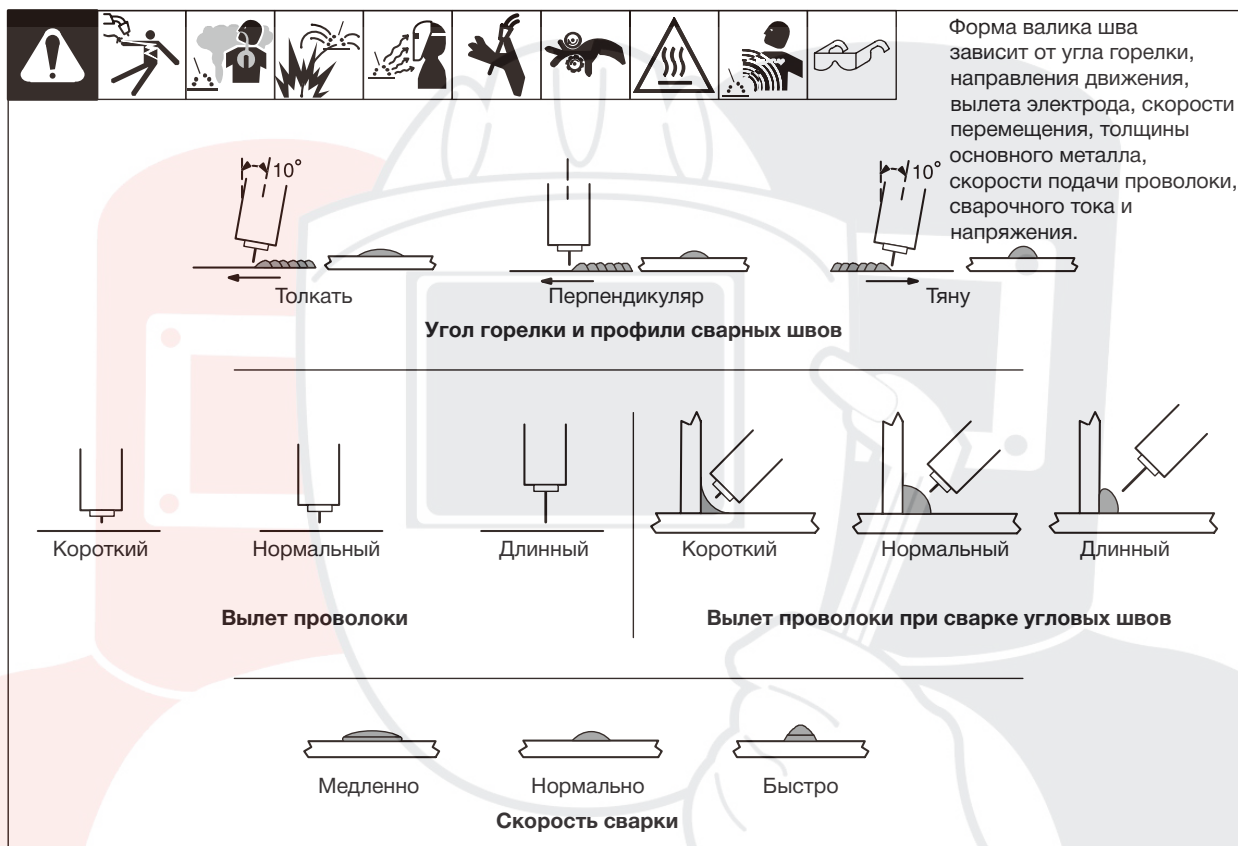 Форма валика шва
зависит от угла горелки,
направления движения,
вылета электрода, скорости
перемещения, толщины
основного металла,
скорости подачи проволоки,
сварочного тока и
напряжения.
10°
10°
Толкать
Перпендикуляр
Тяну
Угол горелки и профили сварных швов
Короткий
Нормальный
Длинный
Короткий
Нормальный
Длинный
Вылет проволоки
Вылет проволоки при сварке угловых швов
Медленно
Нормально
Быстро
Скорость сварки